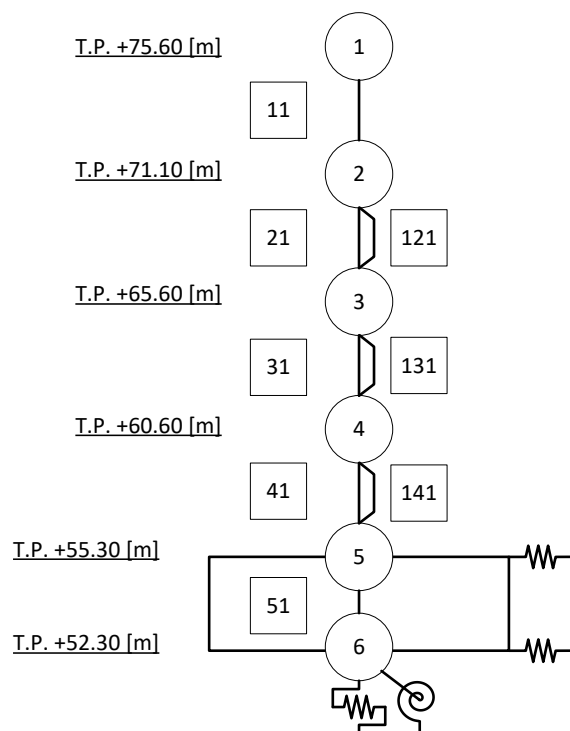 T.P. +75.60 [m]
1
11
T.P. +71.10 [m]
2
21
121
T.P. +65.60 [m]
3
31
131
T.P. +60.60 [m]
4
41
141
T.P. +55.30 [m]
5
51
T.P. +52.30 [m]
6